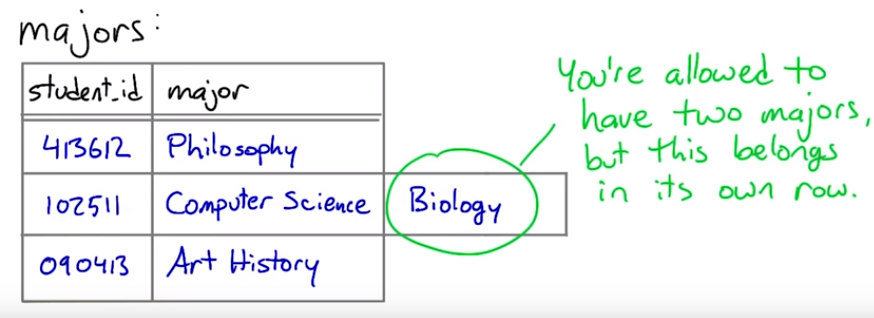 majors:
student_id major
413612 Philosophy
102511 Computer Science Biology
090413 Art History
You're allowed to
have two majors,
but this belongs
in its own row.